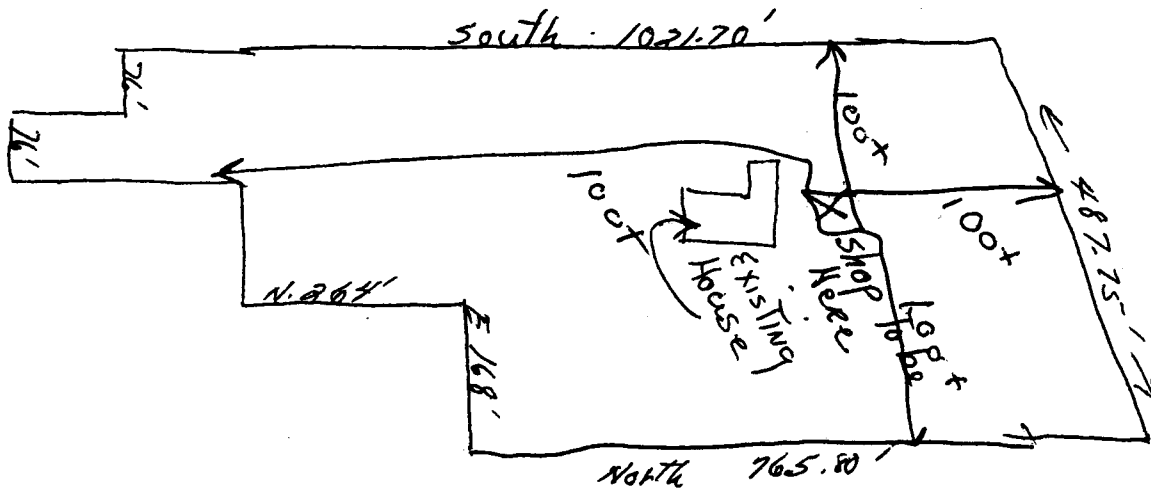 South · 1021.70'
76'
76'
100+
100+
100+
487.75'
Existing
House
Shop
Here
To be
100+
N. 264'
E 168'
North 765.80'